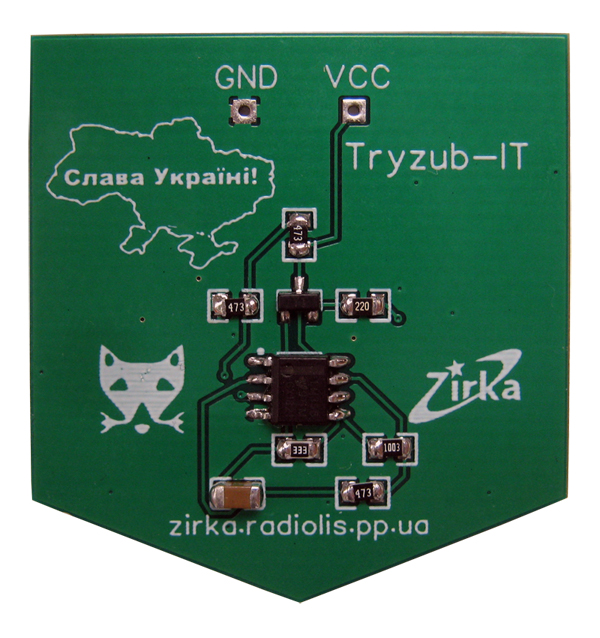 GND VCC
Tryzub-IT
Слава Україні!
473
473
220
Zirka
333
1003
473
zirka.radiolis.pp.ua